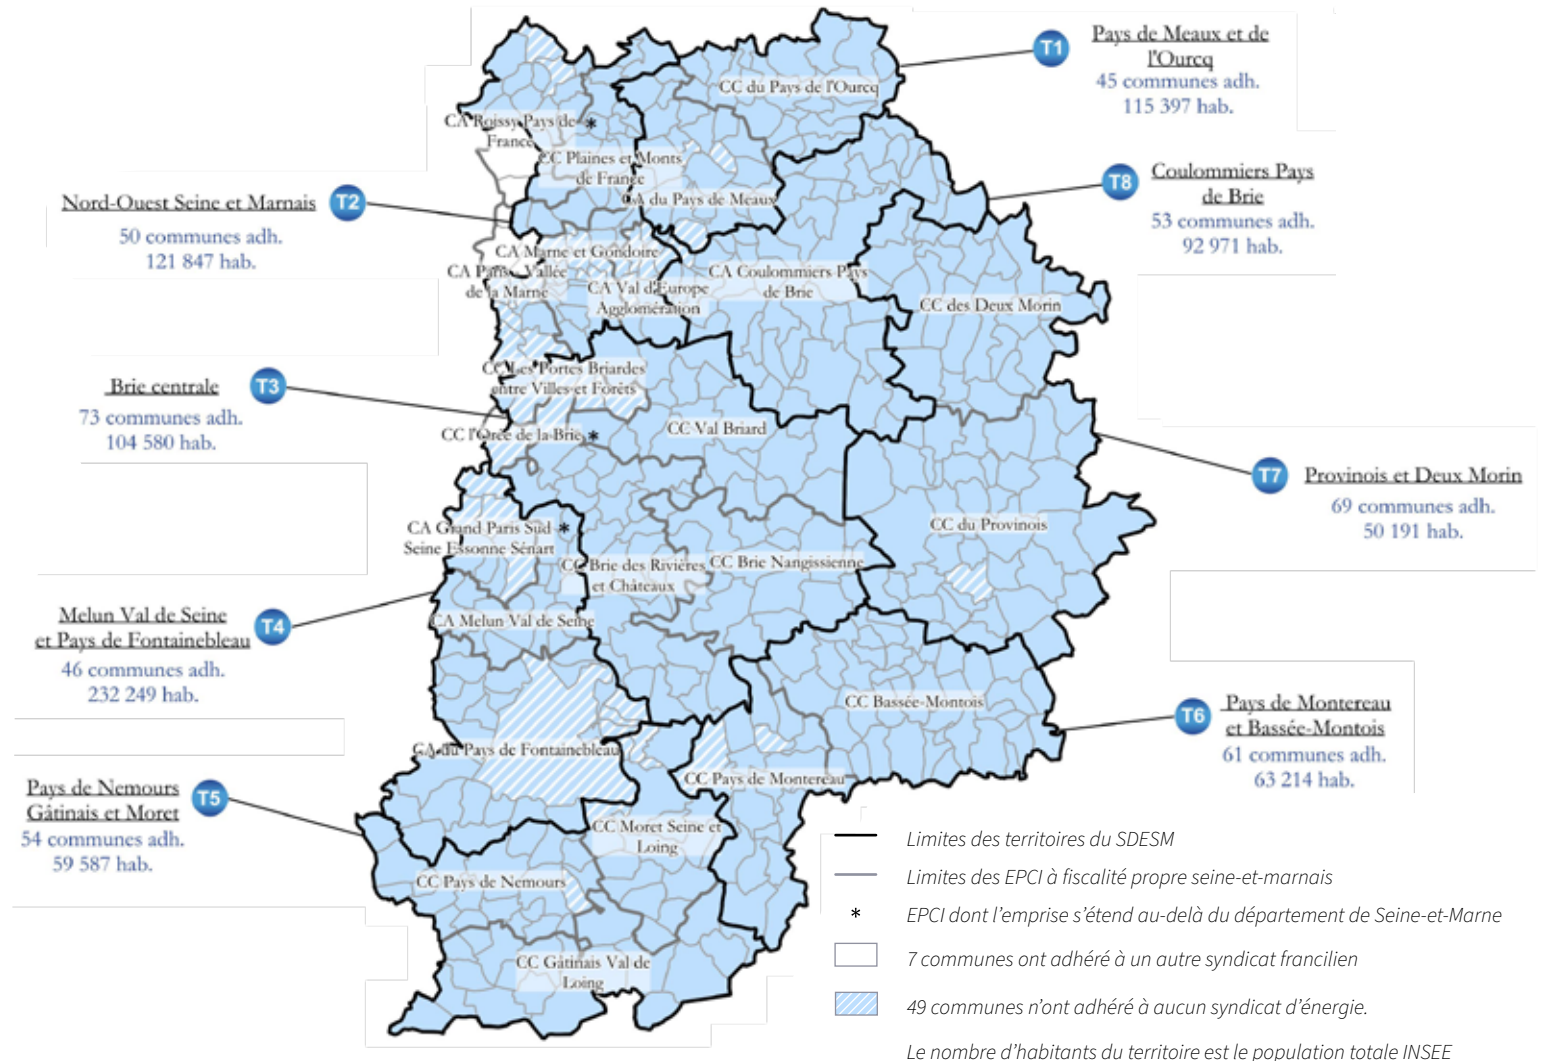 T1
Pays de Meaux et de
l'Ourcq
45 communes adh.
115 397 hab.
T8
Coulommiers Pays
de Brie
53 communes adh.
92 971 hab.
Nord-Ouest Seine et Marnais
T2
50 communes adh.
121 847 hab.
Brie centrale
T3
73 communes adh.
104 580 hab.
T7
Provinois et Deux Morin
69 communes adh.
50 191 hab.
Melun Val de Seine
et Pays de Fontainebleau
T4
46 communes adh.
232 249 hab.
T6
Pays de Montereau
et Bassée-Montois
61 communes adh.
63 214 hab.
Pays de Nemours
Gâtinais et Moret
T5
54 communes adh.
59 587 hab.
CC du Pays de l'Ourcq
CA Roissy Pays de *
France
CC Plaines et Monts
de France
CA du Pays de Meaux
CA Marne et Gondoire
CA Paris - Vallée
de la Marne
CA Val d'Europe
Agglomération
CA Coulommiers Pays
de Brie
CC des Deux Morin
CC Les Portes Briardes
entre Villes et Forêts
CC l'Orée de la Brie *
CC Val Briard
CA Grand Paris Sud *
Seine Essonne Sénart
CC Brie des Rivières
et Châteaux
CC Brie Nangissienne
CC du Provinois
CA Melun Val de Seine
CC Bassée-Montois
CA du Pays de Fontainebleau
CC Pays de Montereau
CC Moret Seine et
Loing
CC Pays de Nemours
CC Gâtinais Val de
Loing
Limites des territoires du SDESM
Limites des EPCI à fiscalité propre seine-et-marnais
* EPCI dont l’emprise s’étend au-delà du département de Seine-et-Marne
7 communes ont adhéré à un autre syndicat francilien
49 communes n’ont adhéré à aucun syndicat d’énergie.
Le nombre d’habitants du territoire est le population totale INSEE